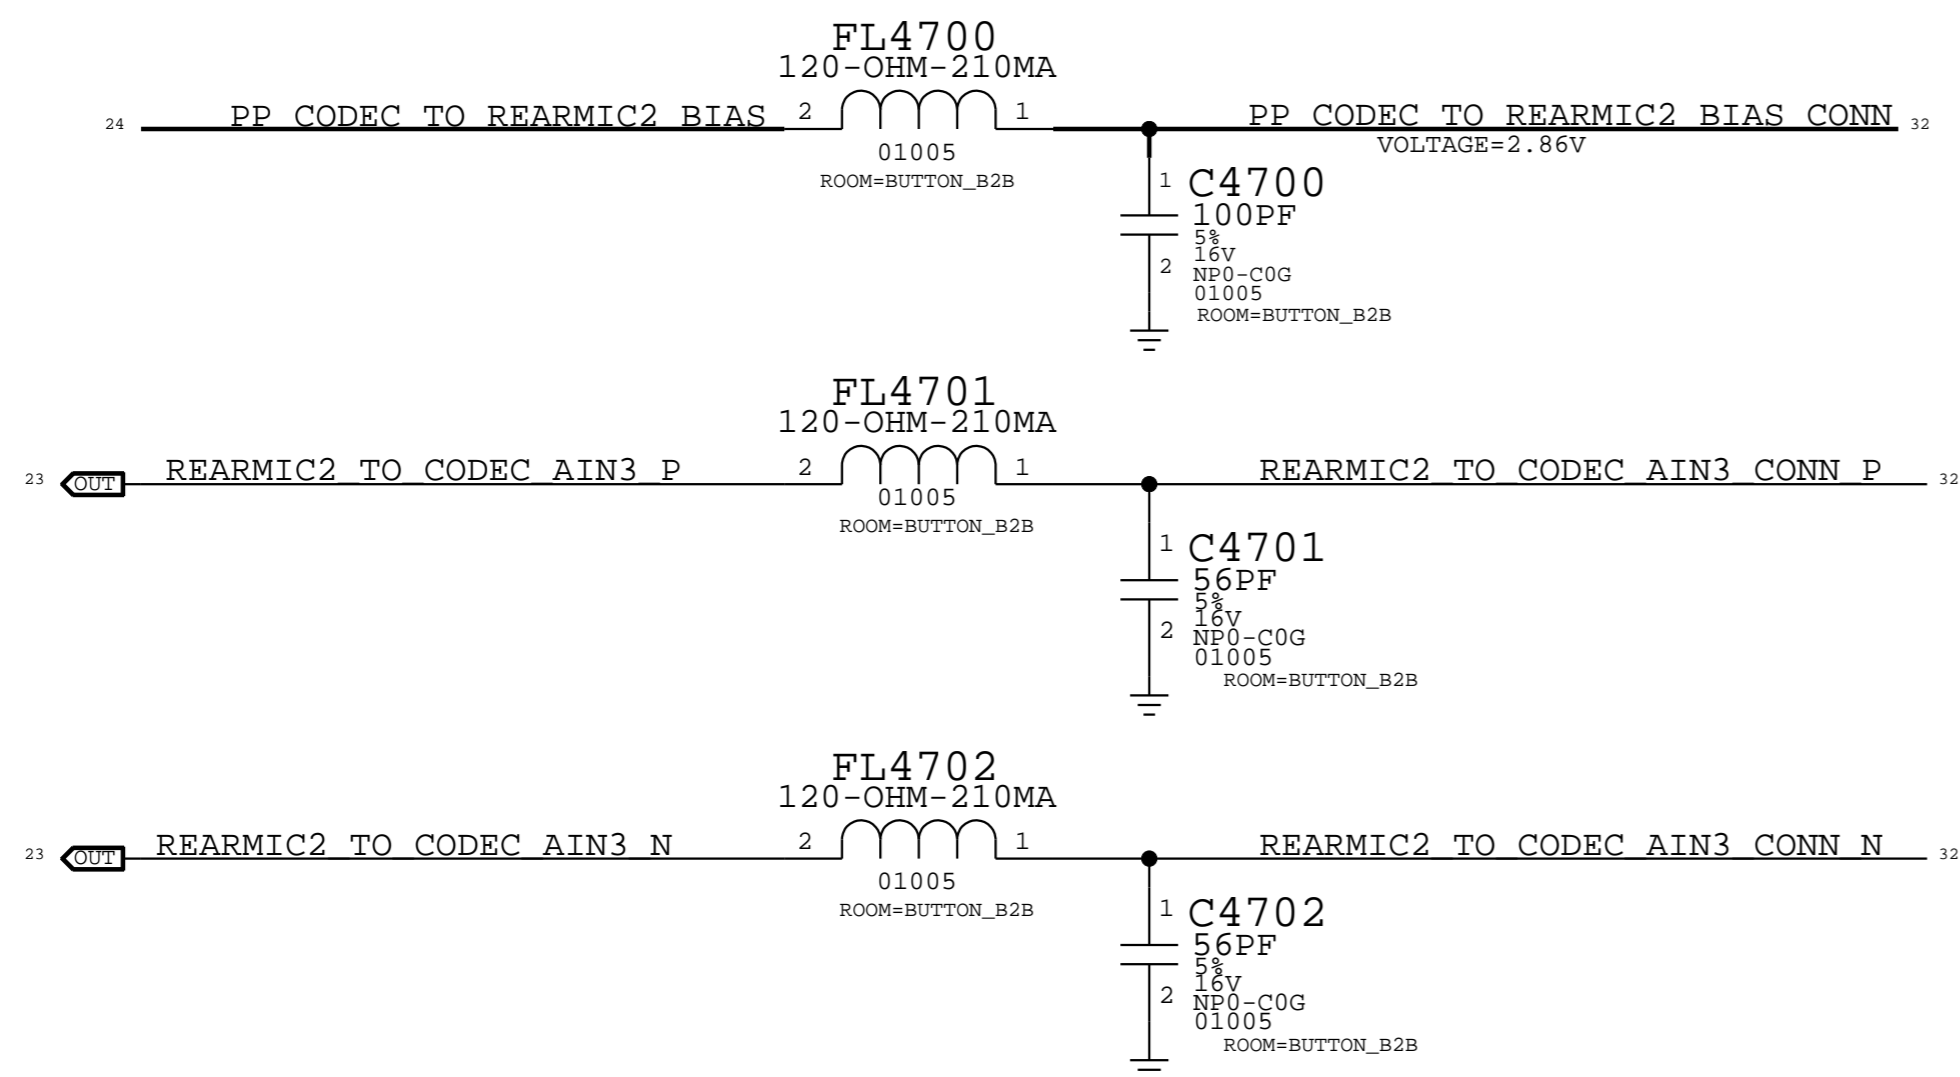 FL4700
120-OHM-210MA
24 PP_CODEC_TO_REARMIC2_BIAS 2 1 PP_CODEC_TO_REARMIC2_BIAS_CONN 32
VOLTAGE=2.86V
01005
ROOM=BUTTON_B2B
1 C4700
100PF
5%
16V
2 NP0-C0G
01005
ROOM=BUTTON_B2B
FL4701
120-OHM-210MA
23 OUT REARMIC2_TO_CODEC_AIN3_P 2 1 REARMIC2_TO_CODEC_AIN3_CONN_P 32
01005
ROOM=BUTTON_B2B
1 C4701
56PF
5%
16V
2 NP0-C0G
01005
ROOM=BUTTON_B2B
FL4702
120-OHM-210MA
23 OUT REARMIC2_TO_CODEC_AIN3_N 2 1 REARMIC2_TO_CODEC_AIN3_CONN_N 32
01005
ROOM=BUTTON_B2B
1 C4702
56PF
5%
16V
2 NP0-C0G
01005
ROOM=BUTTON_B2B